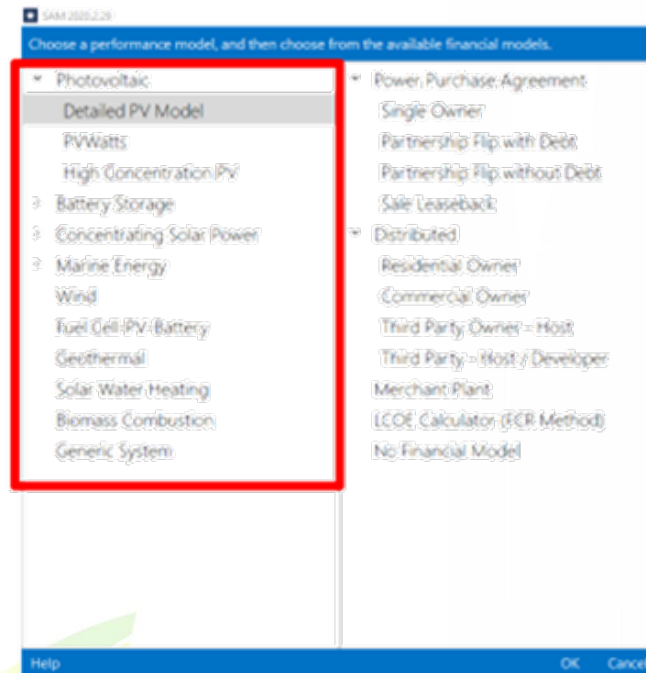 SAM 2020.2.29
Choose a performance model, and then choose from the available financial models.
Photovoltaic
Detailed PV Model
PVWatts
High Concentration PV
Battery Storage
Concentrating Solar Power
Marine Energy
Wind
Fuel Cell-PV-Battery
Geothermal
Solar Water Heating
Biomass Combustion
Generic System
Power Purchase Agreement
Single Owner
Partnership Flip with Debt
Partnership Flip without Debt
Sale Leaseback
Distributed
Residential Owner
Commercial Owner
Third Party Owner - Host
Third Party - Host / Developer
Merchant Plant
LCOE Calculator (FCR Method)
No Financial Model
Help
OK Cancel